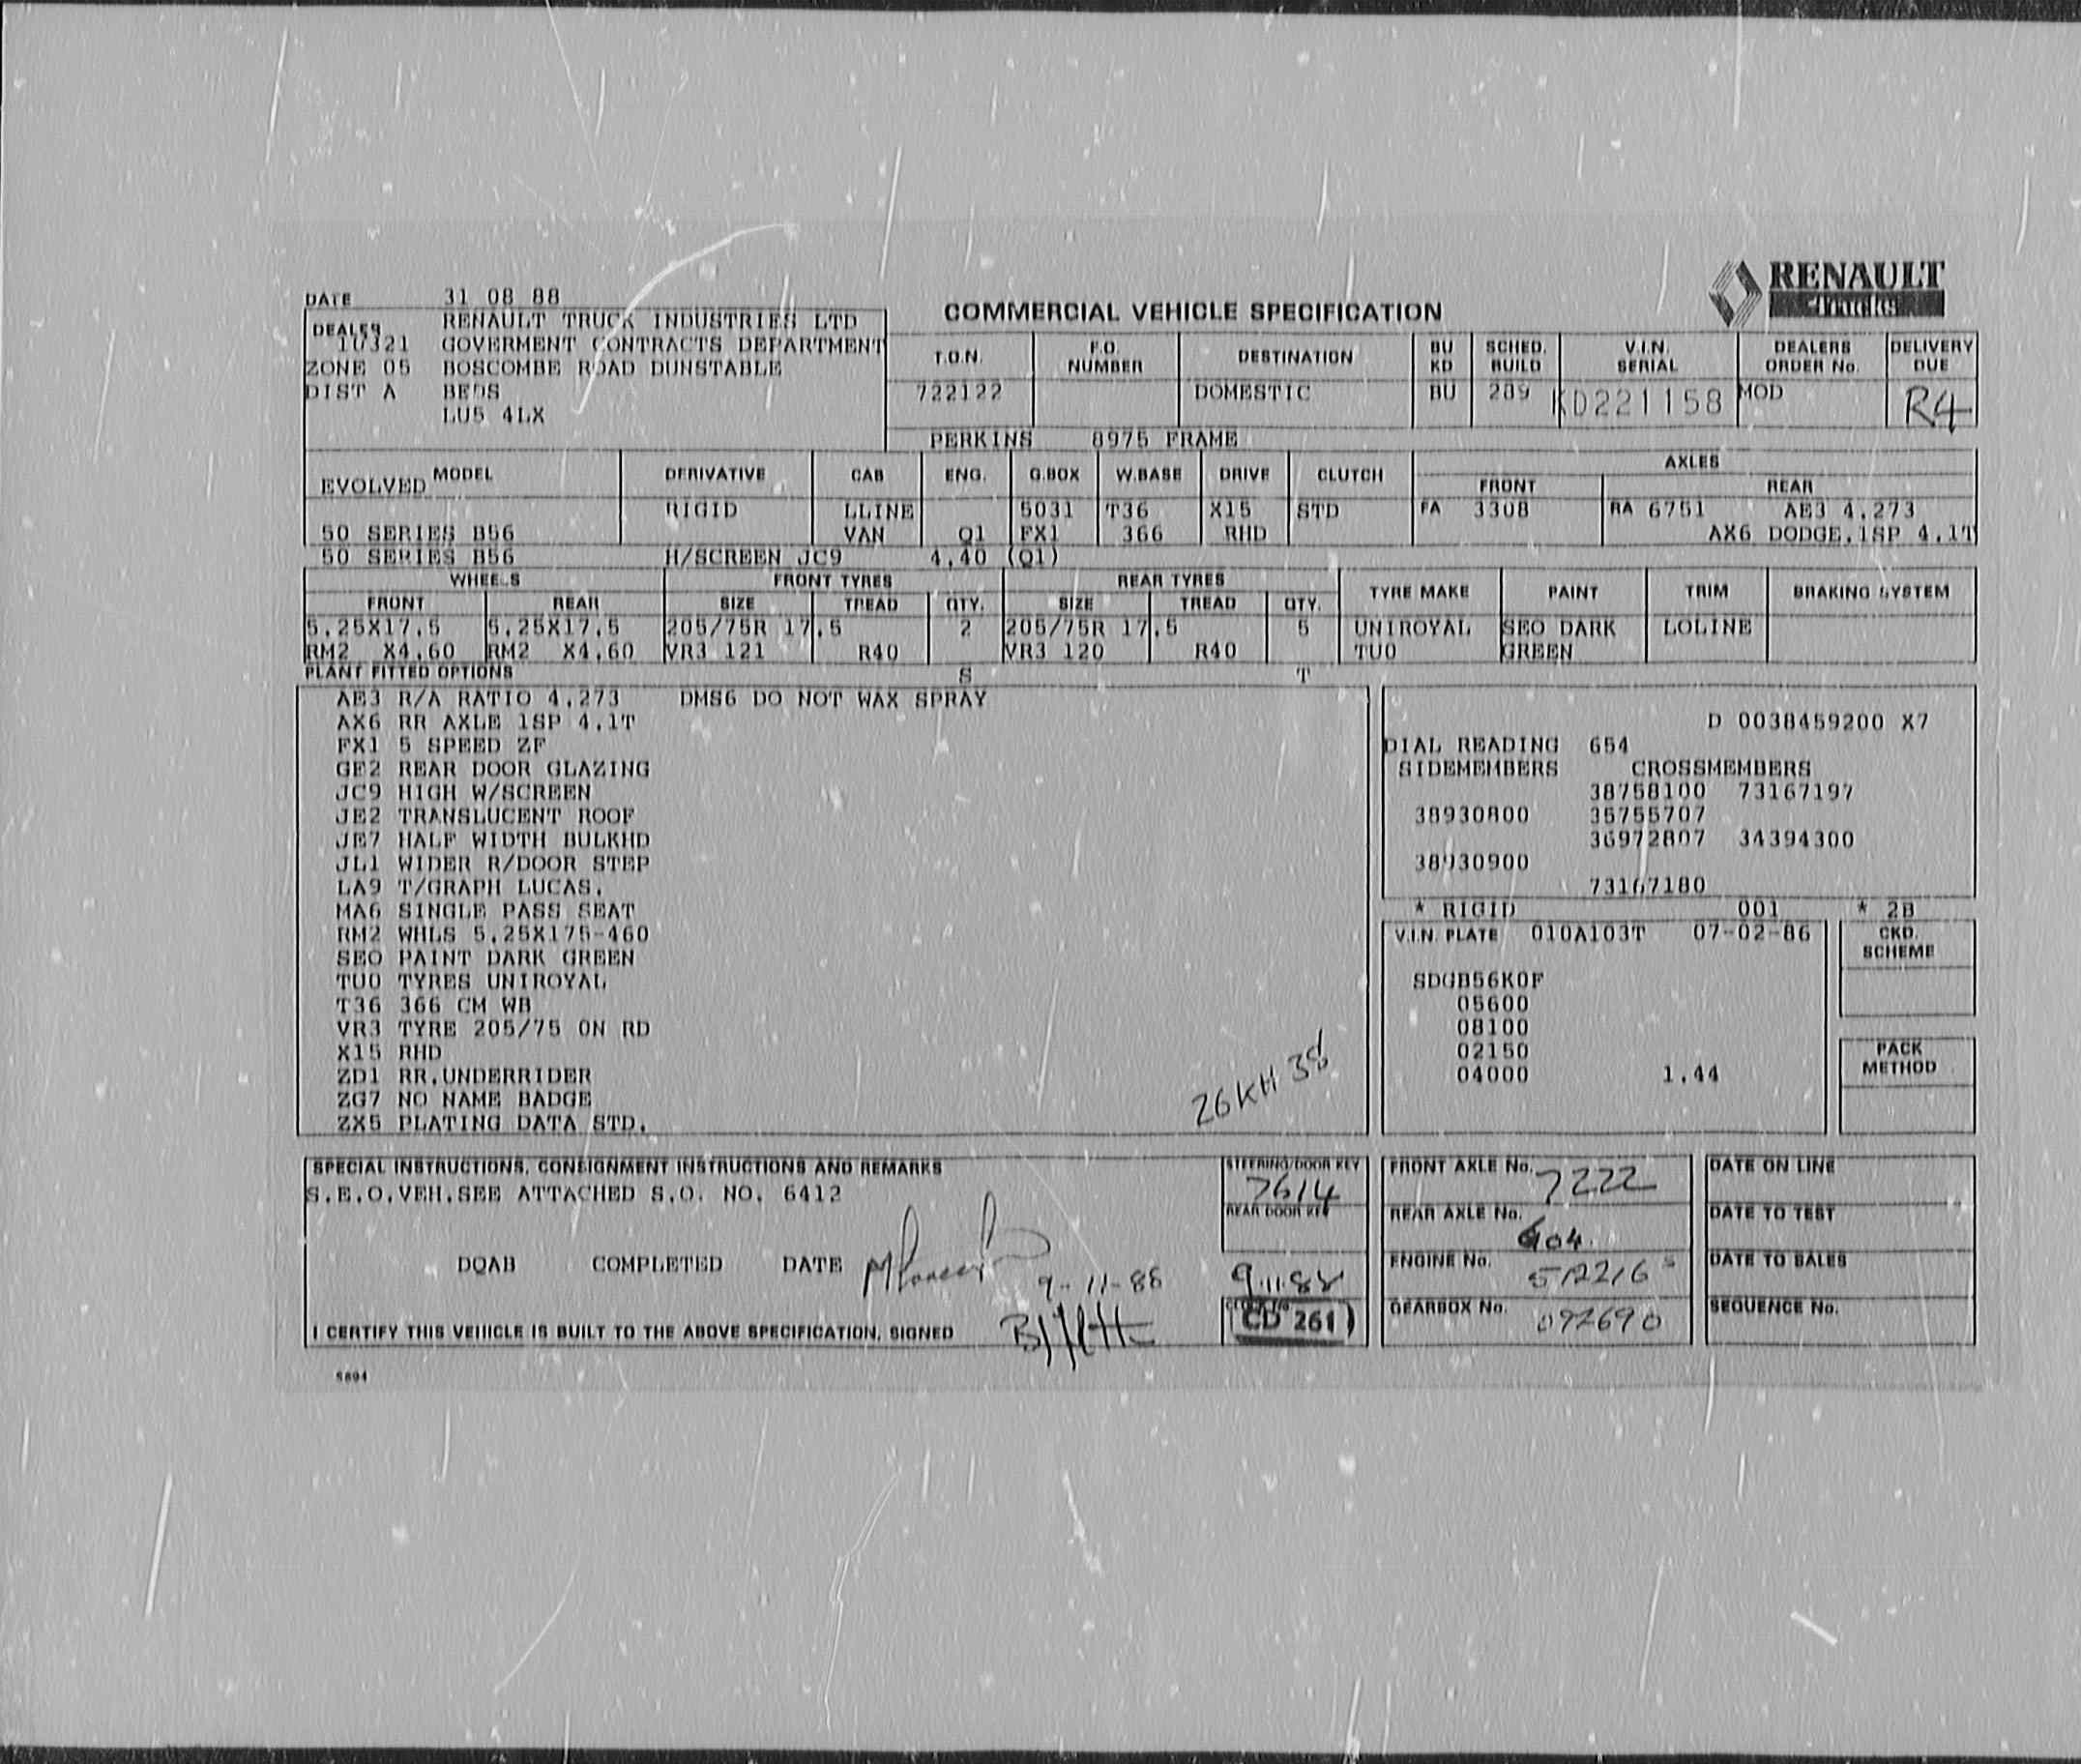 RENAULT
Trucks
COMMERCIAL VEHICLE SPECIFICATION
DATE 31 08 88
DEALER RENAULT TRUCK INDUSTRIES LTD
10321 GOVERMENT CONTRACTS DEPARTMENT
ZONE 05 BOSCOMBE ROAD DUNSTABLE
DIST A BEDS
LU5 4LX
T.O.N. F.O. NUMBER DESTINATION BU KD SCHED. BUILD V.I.N. SERIAL DEALERS ORDER No. DELIVERY DUE
722122 DOMESTIC BU 289 KD221158 MOD R4
PERKINS 8975 FRAME
EVOLVED MODEL DERIVATIVE CAB ENG. G.BOX W.BASE DRIVE CLUTCH AXLES
FRONT REAR
RIGID LLINE 5031 T36 X15 STD FA 3308 RA 6751 AE3 4.273
50 SERIES B56 VAN Q1 FX1 366 RHD AX6 DODGE.1SP 4.1T
50 SERIES B56 H/SCREEN JC9 4.40 (Q1)
WHEELS FRONT TYRES REAR TYRES TYRE MAKE PAINT TRIM BRAKING SYSTEM
FRONT REAR SIZE TREAD QTY. SIZE TREAD QTY.
5.25X17.5 5.25X17.5 205/75R 17.5 2 205/75R 17.5 5 UNIROYAL SEO DARK LOLINE
RM2 X4.60 RM2 X4.60 VR3 121 R40 VR3 120 R40 TUO GREEN
PLANT FITTED OPTIONS S T
AE3 R/A RATIO 4.273 DMS6 DO NOT WAX SPRAY
AX6 RR AXLE 1SP 4.1T
FX1 5 SPEED ZF
GE2 REAR DOOR GLAZING
JC9 HIGH W/SCREEN
JE2 TRANSLUCENT ROOF
JE7 HALF WIDTH BULKHD
JL1 WIDER R/DOOR STEP
LA9 T/GRAPH LUCAS.
MA6 SINGLE PASS SEAT
RM2 WHLS 5.25X175-460
SEO PAINT DARK GREEN
TUO TYRES UNIROYAL
T36 366 CM WB
VR3 TYRE 205/75 ON RD
X15 RHD
ZD1 RR.UNDERRIDER
ZG7 NO NAME BADGE
ZX5 PLATING DATA STD.
26KH38
D 0038459200 X7
DIAL READING 654
SIDEMEMBERS CROSSMEMBERS
38758100 73167197
38930800 35755707
36972807 34394300
38930900
73167180
* RIGID 001 * 2B
V.I.N. PLATE 010A103T 07-02-86
SDGB56K0F
05600
08100
02150
04000 1.44
CKD. SCHEME
PACK METHOD
SPECIAL INSTRUCTIONS, CONSIGNMENT INSTRUCTIONS AND REMARKS
S.E.O.VEH.SEE ATTACHED S.O. NO. 6412
DQAB COMPLETED DATE 9-11-88
I CERTIFY THIS VEHICLE IS BUILT TO THE ABOVE SPECIFICATION, SIGNED
STEERING/DOOR KEY
7614
REAR DOOR KEY
9.11.88
CD 261
FRONT AXLE No. 7222
REAR AXLE No. 604.
ENGINE No.
GEARBOX No. 092690
DATE ON LINE
DATE TO TEST
DATE TO SALES
SEQUENCE No.
5894